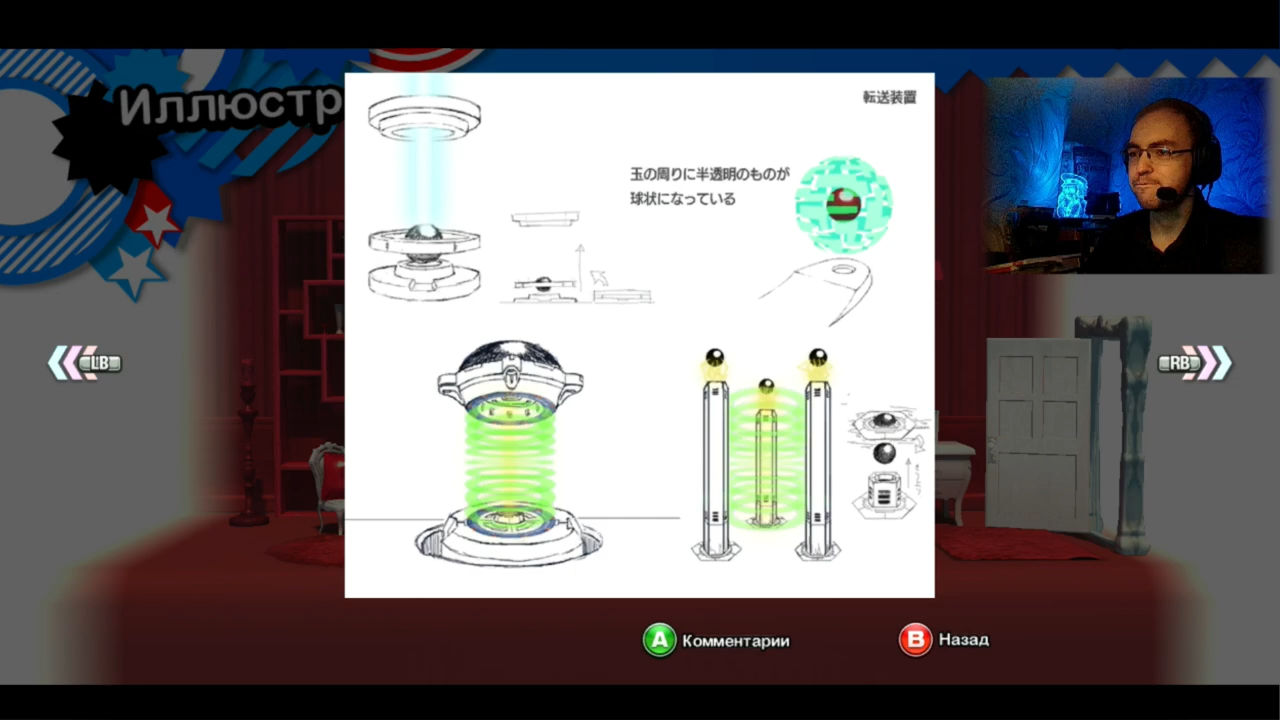 Иллюстр
転送装置
玉の周りに半透明のものが
球状になっている
LB
RB
A Комментарии
B Назад